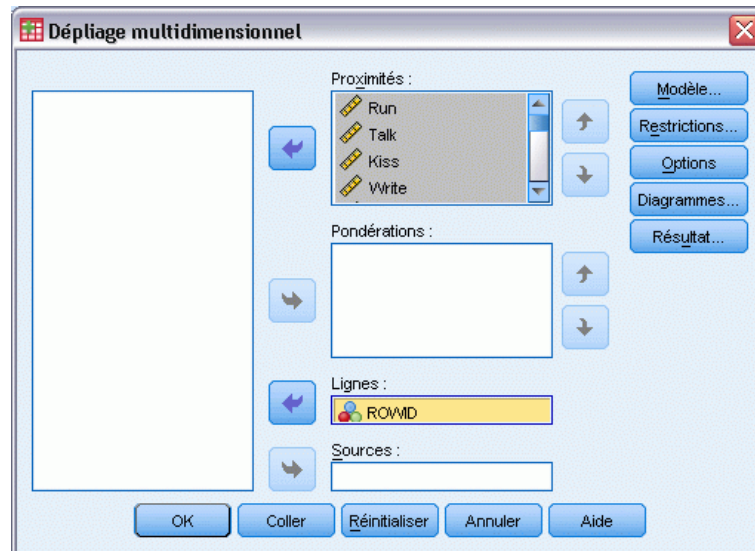 Dépliage multidimensionnel
Proximités :
Run
Talk
Kiss
Write
Pondérations :
Lignes :
ROWID
Sources :
Modèle...
Restrictions...
Options
Diagrammes...
Résultat...
OK
Coller
Réinitialiser
Annuler
Aide